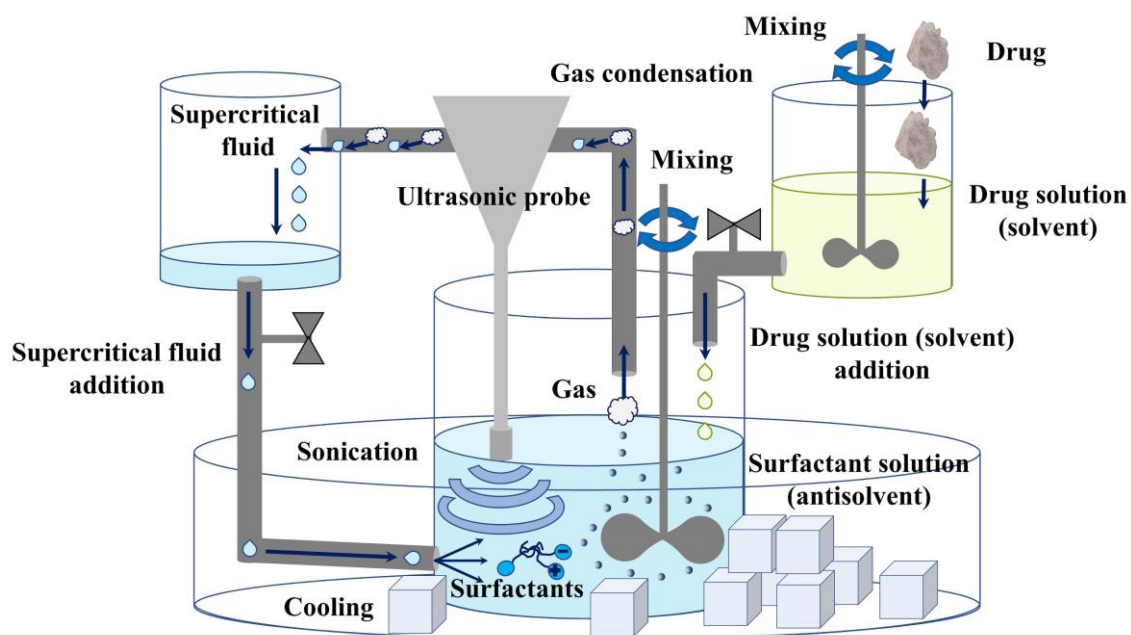 Mixing
Drug
Gas condensation
Supercritical
fluid
Mixing
Ultrasonic probe
Drug solution
(solvent)
Supercritical fluid
addition
Drug solution (solvent)
addition
Gas
Sonication
Surfactant solution
(antisolvent)
−
+
Surfactants
Cooling